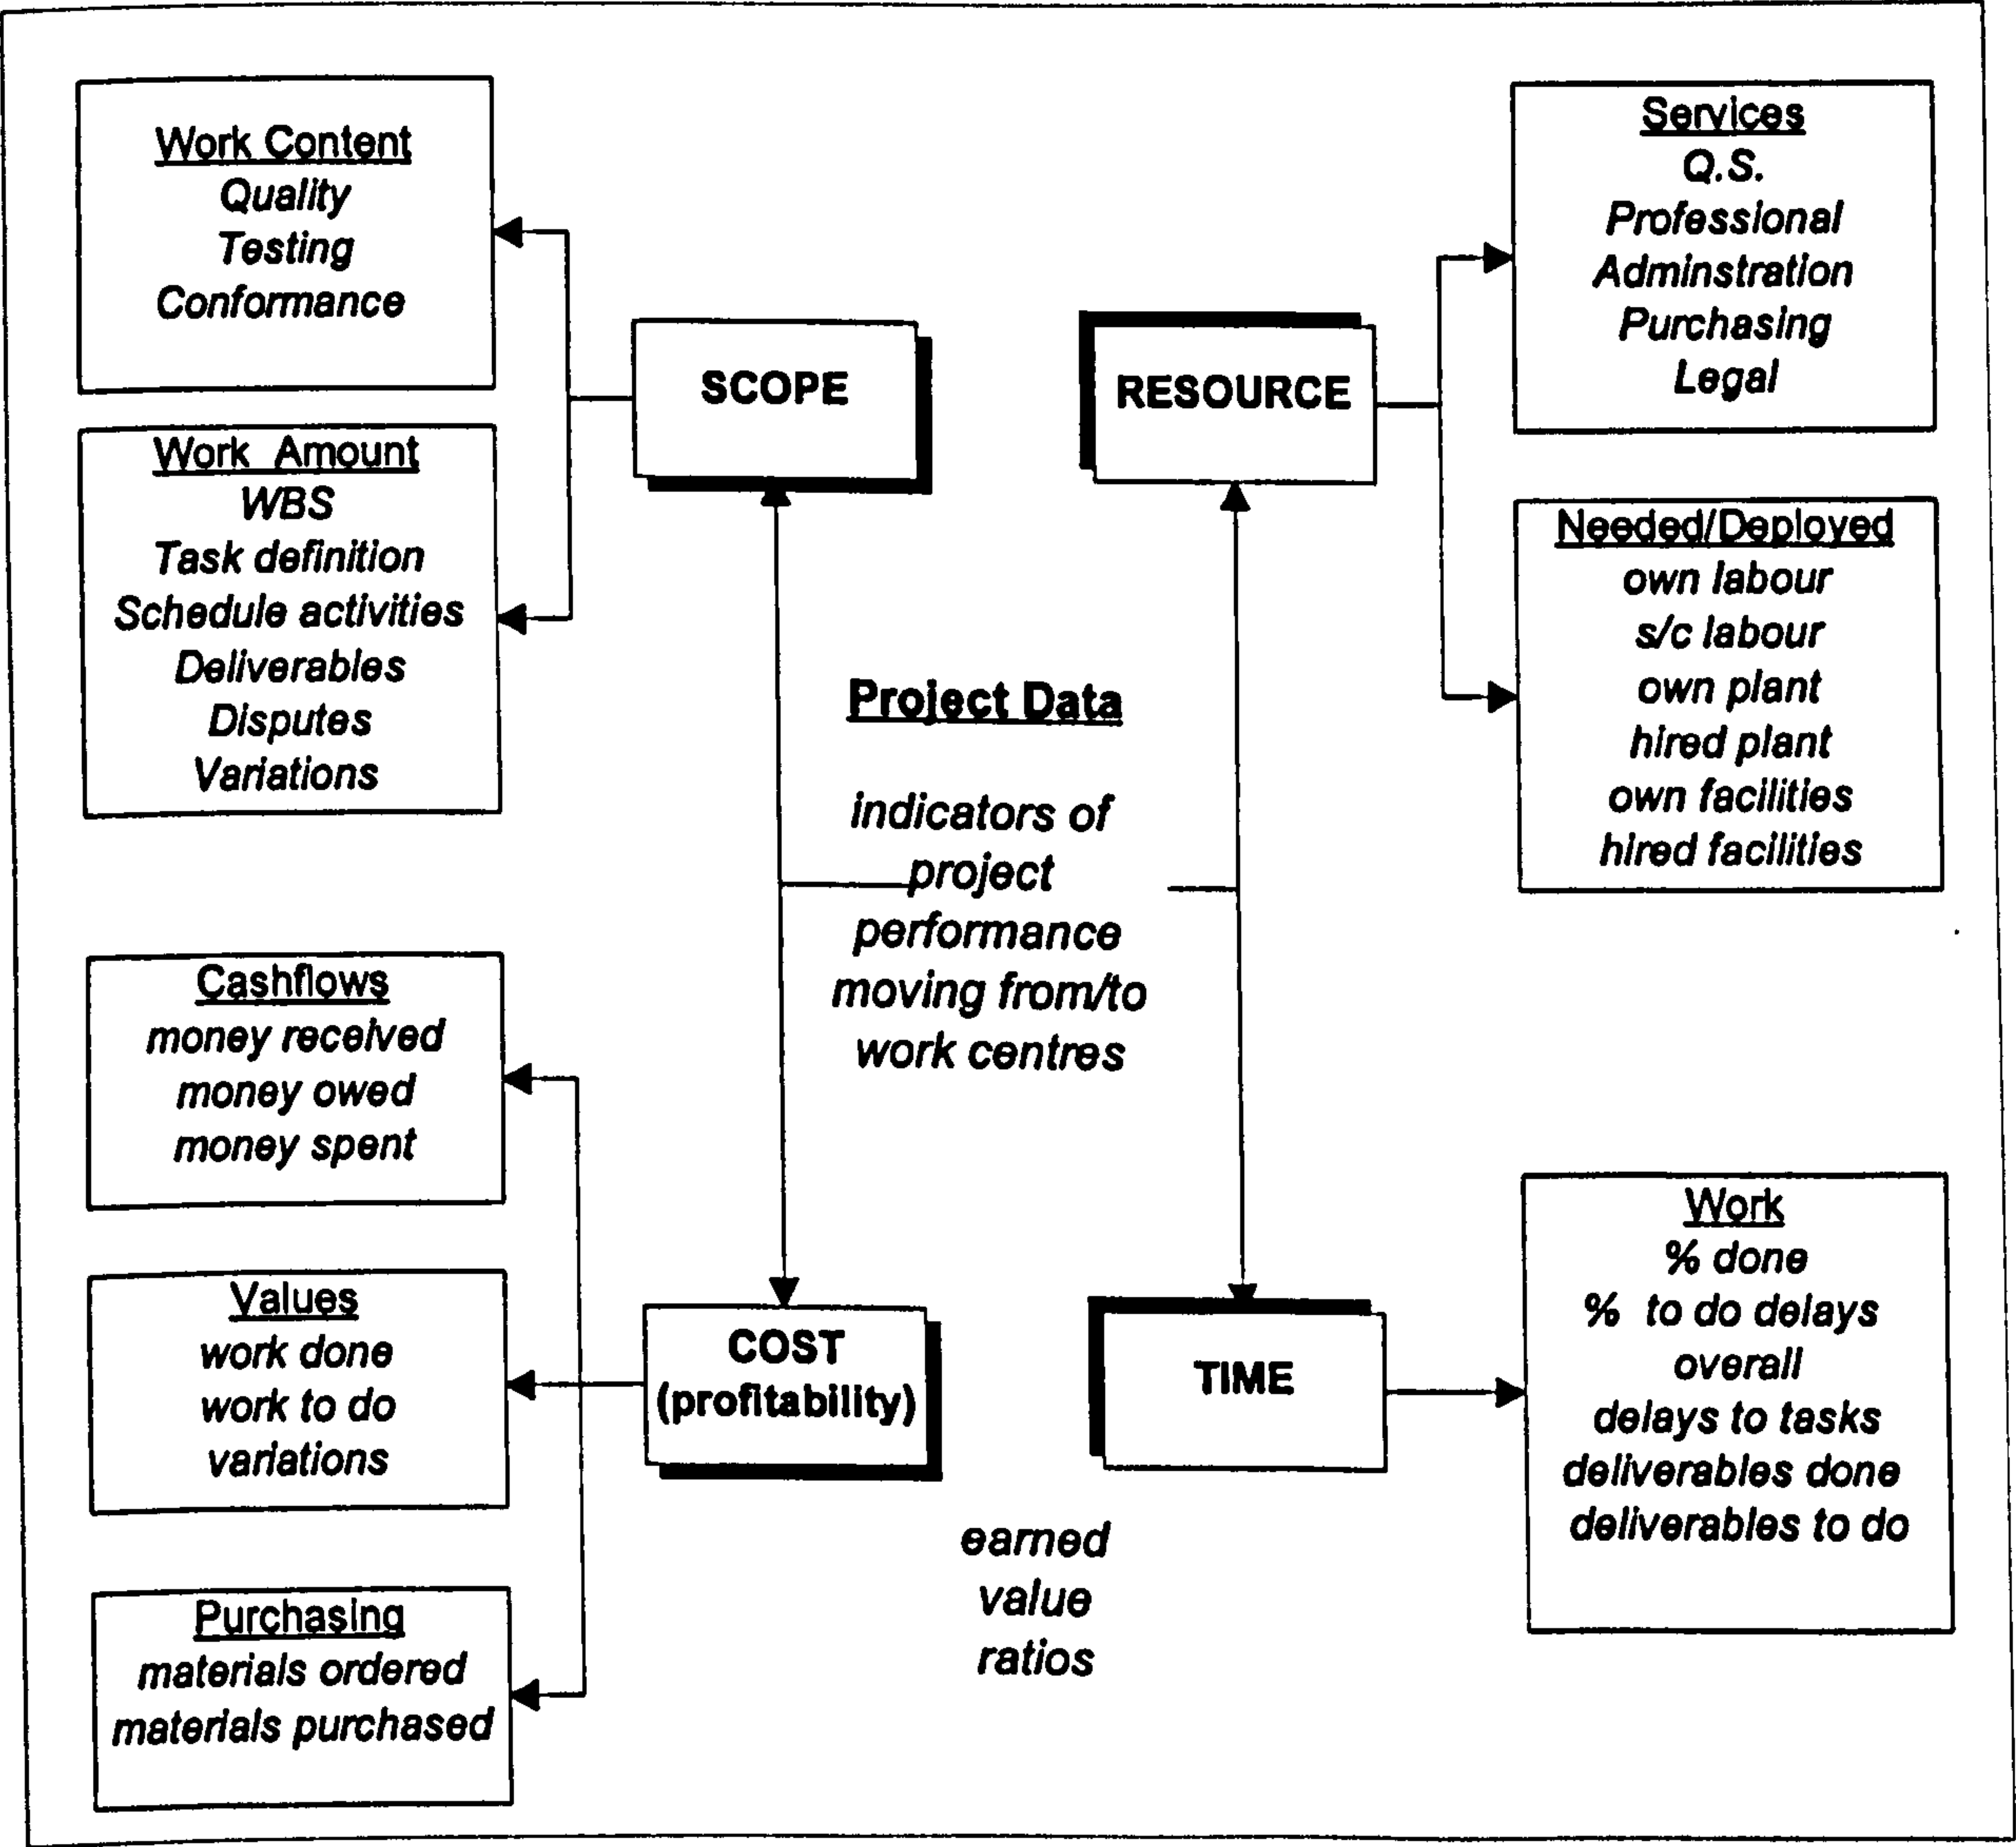 Work Content
Quality
Testing
Conformance
Work Amount
WBS
Task definition
Schedule activities
Deliverables
Disputes
Variations
SCOPE
RESOURCE
Services
Q.S.
Professional
Adminstration
Purchasing
Legal
Needed/Deployed
own labour
s/c labour
own plant
hired plant
own facilities
hired facilities
Project Data
indicators of
project
performance
moving from/to
work centres
Cashflows
money received
money owed
money spent
Values
work done
work to do
variations
Purchasing
materials ordered
materials purchased
COST
(profitability)
TIME
earned
value
ratios
Work
% done
% to do delays
overall
delays to tasks
deliverables done
deliverables to do